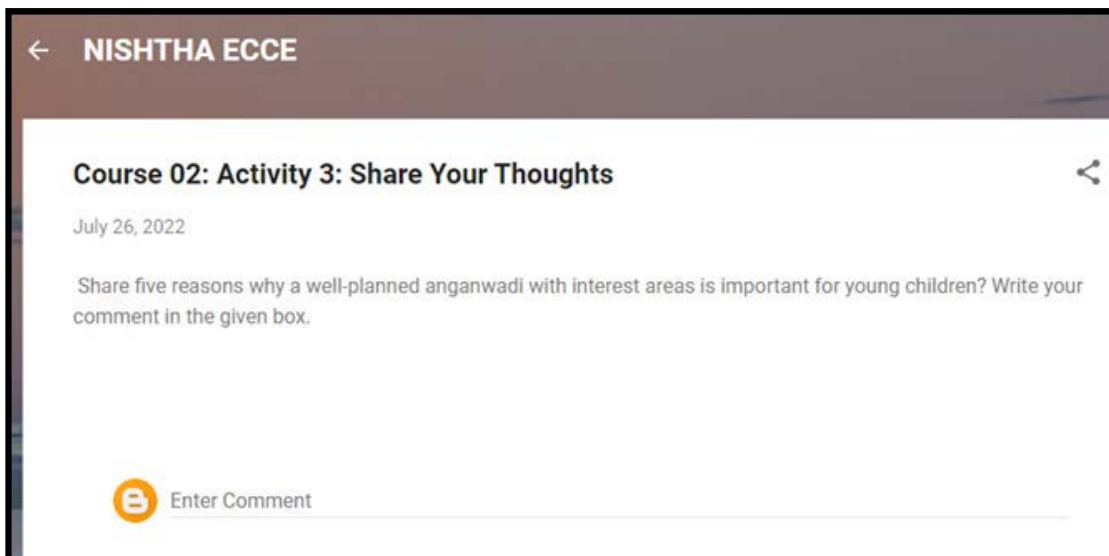 NISHTHA ECCE
Course 02: Activity 3: Share Your Thoughts
July 26, 2022
Share five reasons why a well-planned anganwadi with interest areas is important for young children? Write your
comment in the given box.
Enter Comment